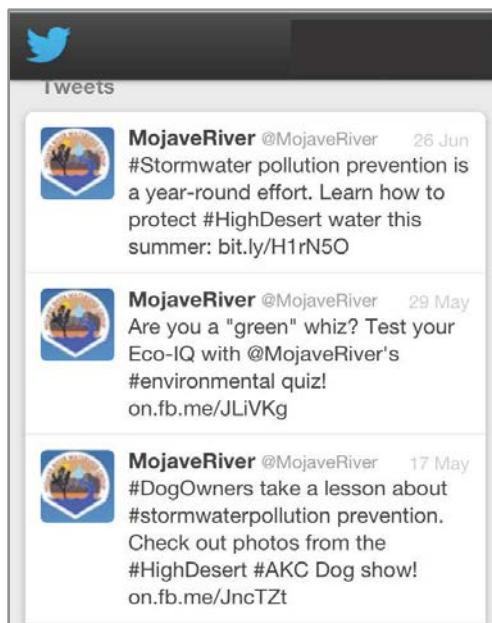 Tweets
MojaveRiver @MojaveRiver 26 Jun
#Stormwater pollution prevention is
a year-round effort. Learn how to
protect #HighDesert water this
summer: bit.ly/H1rN5O
MojaveRiver @MojaveRiver 29 May
Are you a "green" whiz? Test your
Eco-IQ with @MojaveRiver's
#environmental quiz!
on.fb.me/JLiVKg
MojaveRiver @MojaveRiver 17 May
#DogOwners take a lesson about
#stormwaterpollution prevention.
Check out photos from the
#HighDesert #AKC Dog show!
on.fb.me/JncTZt